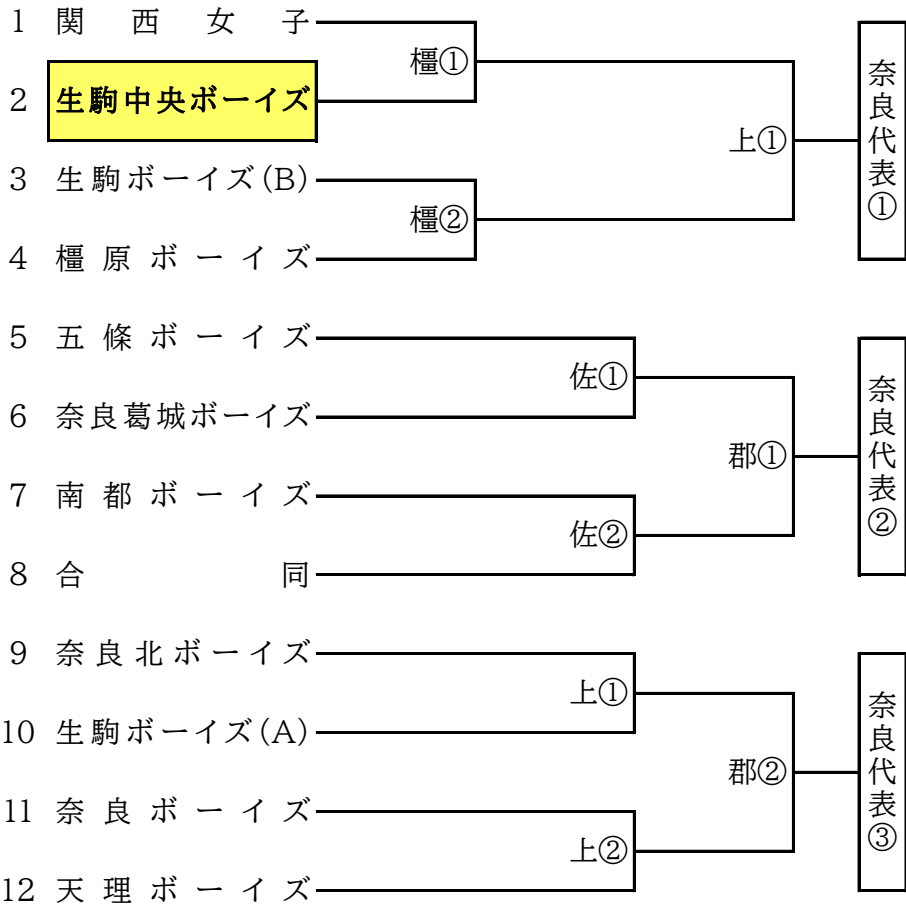 1 関西女子
橿①
2 生駒中央ボーイズ
上①
3 生駒ボーイズ(B)
橿②
4 橿原ボーイズ
奈良代表①
5 五條ボーイズ
佐①
6 奈良葛城ボーイズ
郡①
7 南都ボーイズ
佐②
8 合同
奈良代表②
9 奈良北ボーイズ
上①
10 生駒ボーイズ(A)
郡②
11 奈良ボーイズ
上②
12 天理ボーイズ
奈良代表③